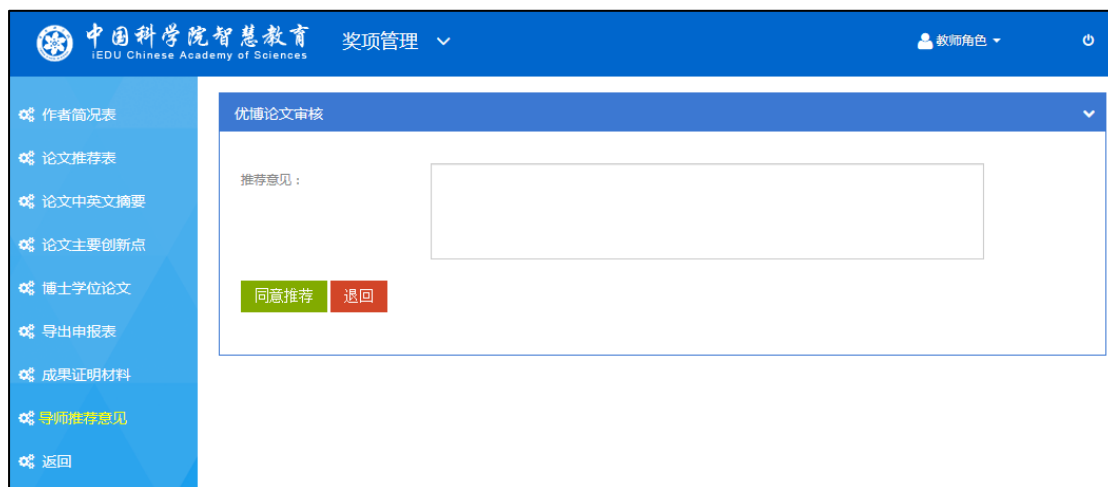 中国科学院智慧教育
iEDU Chinese Academy of Sciences
奖项管理
教师角色
作者简况表
论文推荐表
论文中英文摘要
论文主要创新点
博士学位论文
导出申报表
成果证明材料
导师推荐意见
返回
优博论文审核
推荐意见：
同意推荐 退回